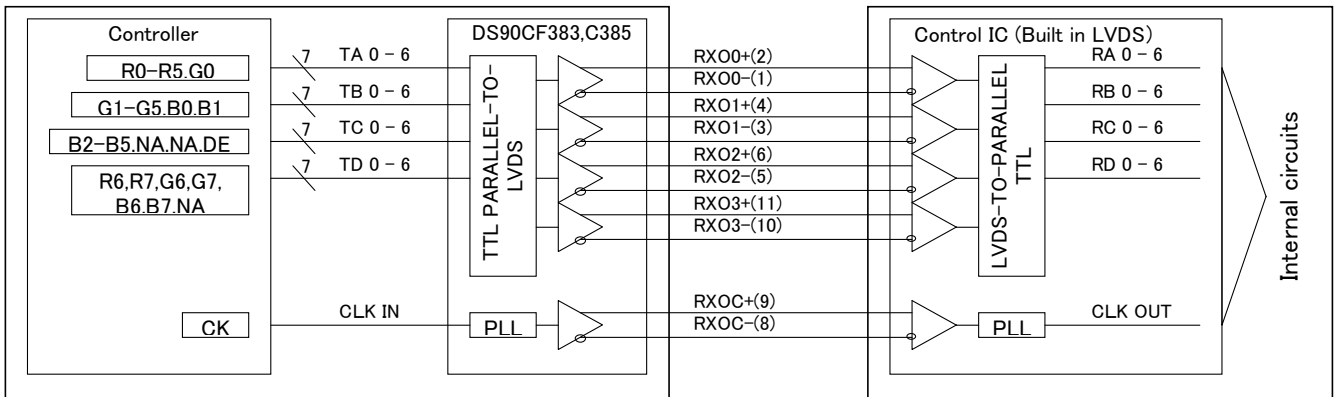 Controller
R0-R5.G0
G1-G5.B0.B1
B2-B5.NA.NA.DE
R6,R7,G6,G7,
B6.B7.NA
CK
7
TA 0-6
7
TB 0-6
7
TC 0-6
7
TD 0-6
CLK IN
DS90CF383,C385
TTL PARALLEL-TO-
LVDS
PLL
RXO0+(2)
RXO0-(1)
RXO1+(4)
RXO1-(3)
RXO2+(6)
RXO2-(5)
RXO3+(11)
RXO3-(10)
RXOC+(9)
RXOC-(8)
Control IC (Built in LVDS)
LVDS-TO-PARALLEL
TTL
PLL
RA 0-6
RB 0-6
RC 0-6
RD 0-6
CLK OUT
Internal circuits